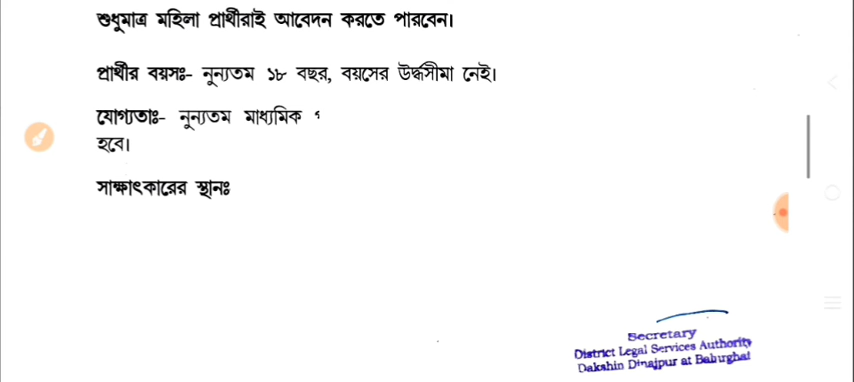 শুধুমাত্র মহিলা প্রার্থীরাই আবেদন করতে পারবেন।
প্রার্থীর বয়সঃ- নুন্যতম ১৮ বছর, বয়সের উর্দ্ধসীমা নেই।
যোগ্যতাঃ- নুন্যতম মাধ্যমিক
হবে।
সাক্ষাৎকারের স্থানঃ
Secretary
District Legal Services Authority
Dakshin Dinajpur at Balurghat